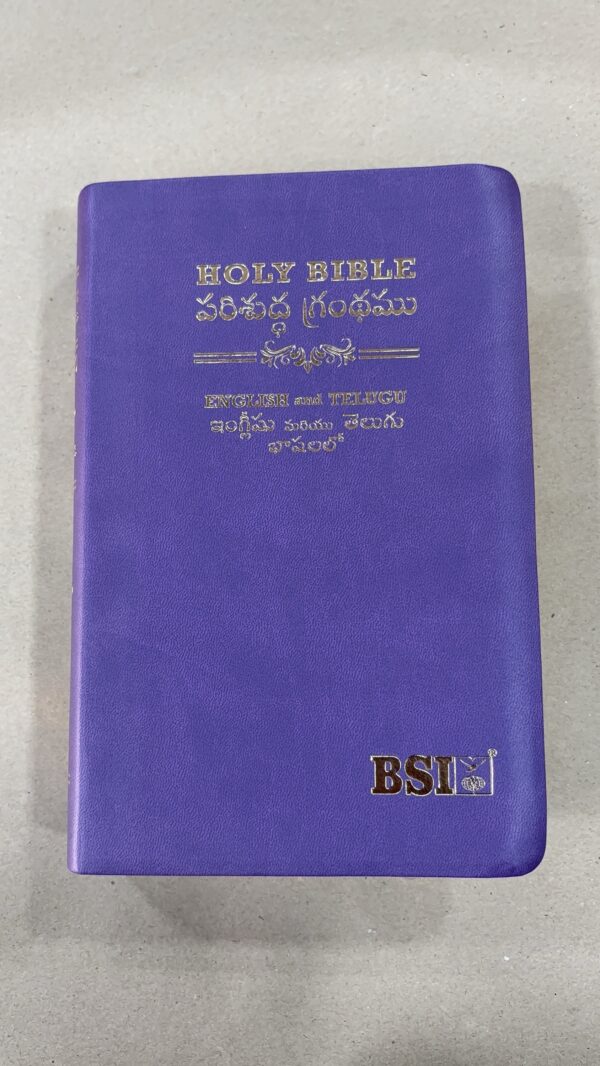 HOLY BIBLE
పరిశుద్ధ గ్రంథము
ENGLISH and TELUGU
ఇంగ్లీషు మరియు తెలుగు
భాషలలో
BSI®